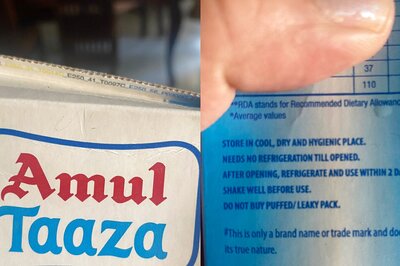 Amul
Taaza
37
110
**RDA stands for Recommended Dietary Allowanc
*Average values
STORE IN COOL, DRY AND HYGIENIC PLACE.
NEEDS NO REFRIGERATION TILL OPENED.
AFTER OPENING, REFRIGERATE AND USE WITHIN 2 DA
SHAKE WELL BEFORE USE.
DO NOT BUY PUFFED/ LEAKY PACK.
#This is only a brand name or trade mark and doe
its true nature.